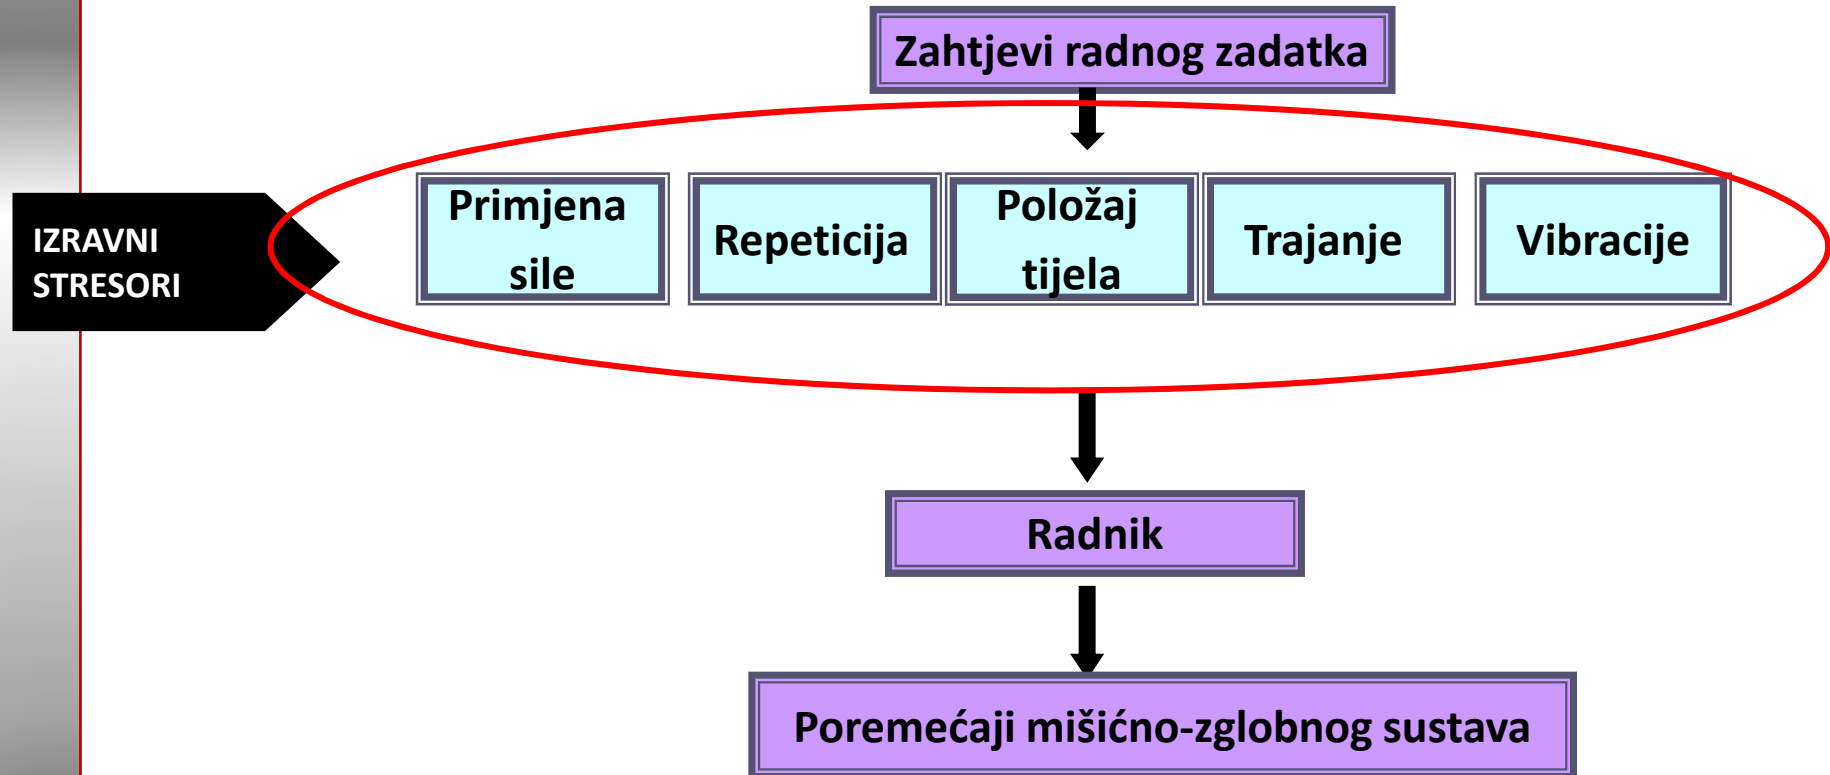 Zahtjevi radnog zadatka
IZRAVNI
STRESORI
Primjena
sile
Repeticija
Položaj
tijela
Trajanje
Vibracije
Radnik
Poremećaji mišićno-zglobnog sustava